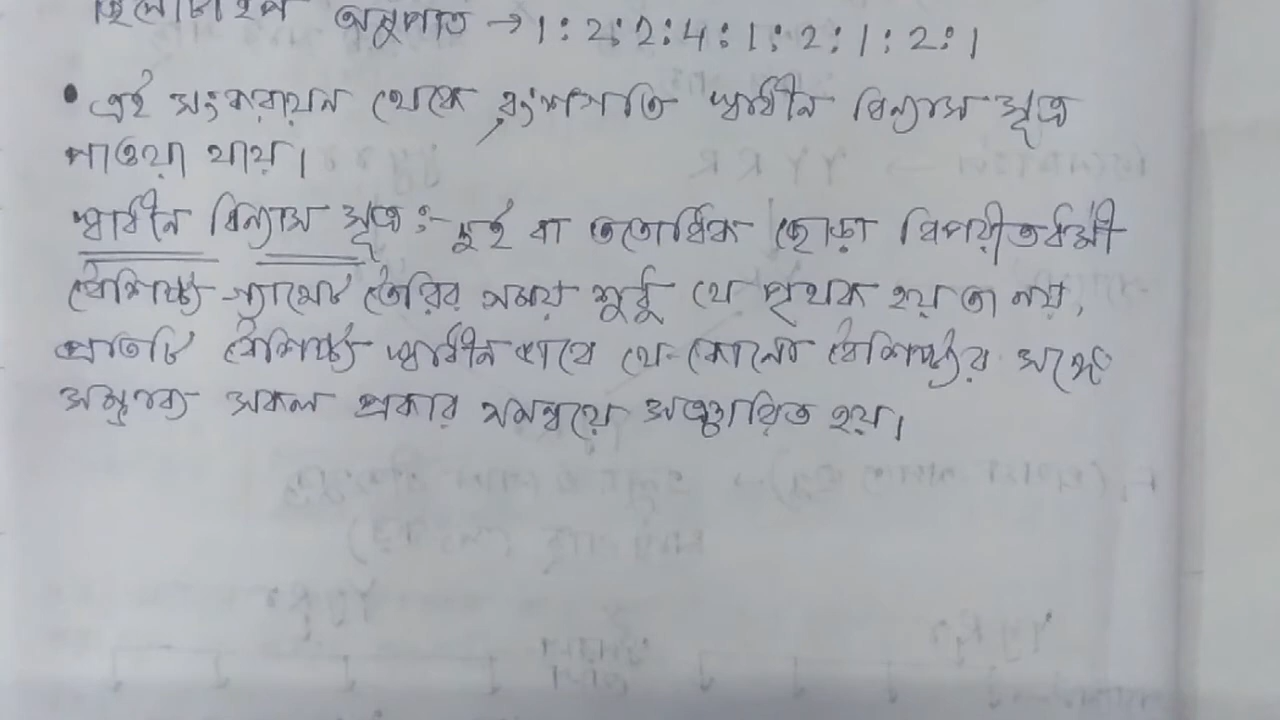 জিনোটাইপ অনুপাত → 1 : 2 : 2 : 4 : 1 : 2 : 1 : 2 : 1
• এই সংকরায়ন থেকে বংশগতি স্বাধীন বিন্যাস সূত্র
পাওয়া যায়।
স্বাধীন বিন্যাস সূত্র :- দুই বা ততোধিক জোড়া বিপরীতধর্মী
বৈশিষ্ট্য গ্যামেট তৈরির সময় শুধু যে পৃথক হয় তা নয়,
প্রতিটি বৈশিষ্ট্য স্বাধীন ভাবে যে-কোনো বৈশিষ্ট্যের সঙ্গে
সম্ভাব্য সকল প্রকার সমন্বয়ে সঞ্চারিত হয়।